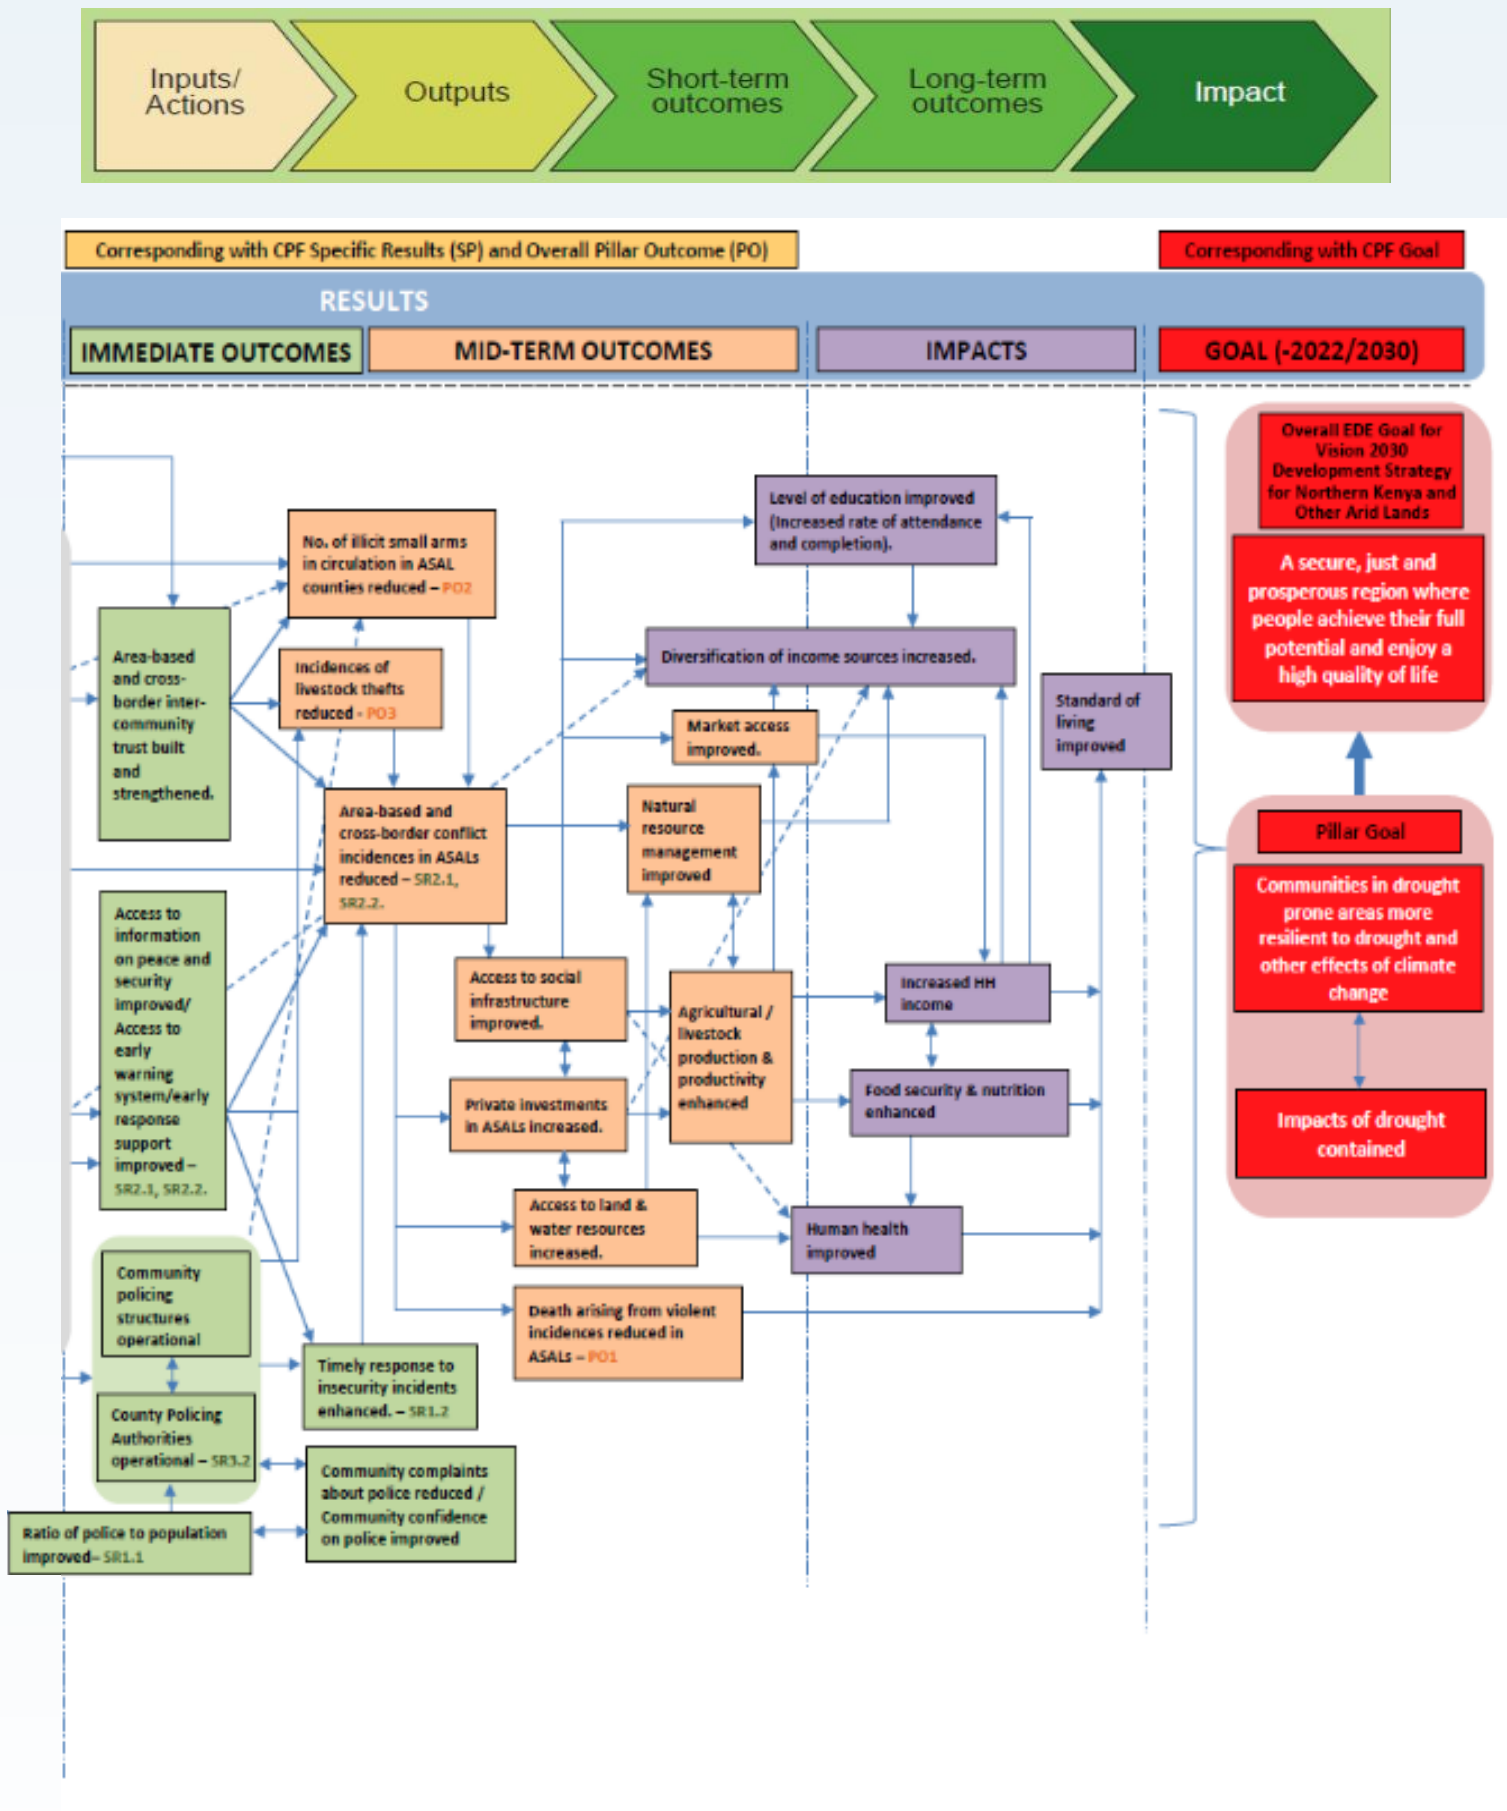 Inputs/
Actions
Outputs
Short-term
outcomes
Long-term
outcomes
Impact
Corresponding with CPF Specific Results (SP) and Overall Pillar Outcome (PO)
Corresponding with CPF Goal
RESULTS
IMMEDIATE OUTCOMES
MID-TERM OUTCOMES
IMPACTS
GOAL (-2022/2030)
Overall EDE Goal for
Vision 2030
Development Strategy
for Northern Kenya and
Other Arid Lands
A secure, just and
prosperous region where
people achieve their full
potential and enjoy a
high quality of life
Pillar Goal
Communities in drought
prone areas more
resilient to drought and
other effects of climate
change
Impacts of drought
contained
Level of education improved
(Increased rate of attendance
and completion).
No. of illicit small arms
in circulation in ASAL
counties reduced – PO2
Area-based
and cross-
border inter-
community
trust built
and
strengthened.
Incidences of
livestock thefts
reduced - PO3
Diversification of income sources increased.
Standard of
living
improved
Market access
improved.
Area-based and
cross-border conflict
incidences in ASALs
reduced – SR2.1,
SR2.2.
Natural
resource
management
improved
Access to
information
on peace and
security
improved/
Access to
early
warning
system/early
response
support
improved –
SR2.1, SR2.2.
Access to social
infrastructure
improved.
Agricultural /
livestock
production &
productivity
enhanced
Increased HH
income
Private investments
in ASALs increased.
Food security & nutrition
enhanced
Access to land &
water resources
increased.
Human health
improved
Community
policing
structures
operational
Death arising from violent
incidences reduced in
ASALs – PO1
Timely response to
insecurity incidents
enhanced. – SR1.2
County Policing
Authorities
operational – SR3.2
Community complaints
about police reduced /
Community confidence
on police improved
Ratio of police to population
improved– SR1.1